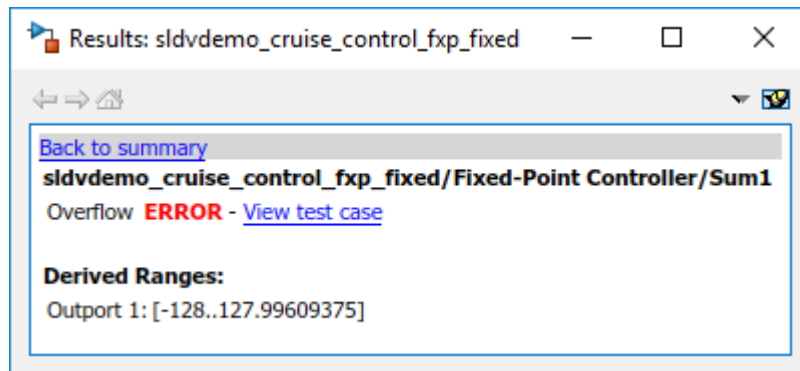 Results: sldvdemo_cruise_control_fxp_fixed
Back to summary
sldvdemo_cruise_control_fxp_fixed/Fixed-Point Controller/Sum1
Overflow ERROR - View test case
Derived Ranges:
Outport 1: [-128..127.99609375]